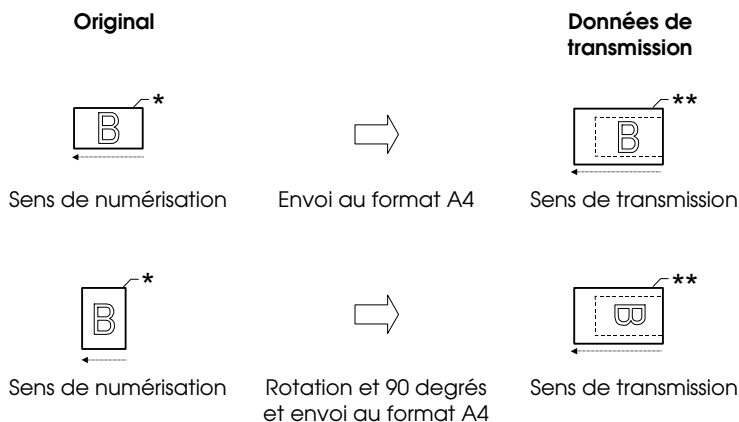 Original
Données de
transmission
*
**
B
B
Sens de numérisation
Envoi au format A4
Sens de transmission
*
**
B
B
Sens de numérisation
Rotation et 90 degrés
et envoi au format A4
Sens de transmission